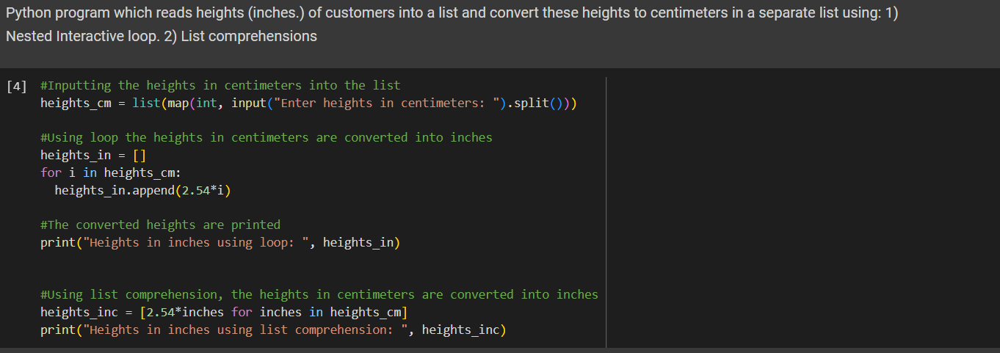 Python program which reads heights (inches.) of customers into a list and convert these heights to centimeters in a separate list using: 1)
Nested Interactive loop. 2) List comprehensions
[4] #Inputting the heights in centimeters into the list
heights_cm = list(map(int, input("Enter heights in centimeters: ").split()))
#Using loop the heights in centimeters are converted into inches
heights_in = []
for i in heights_cm:
  heights_in.append(2.54*i)
#The converted heights are printed
print("Heights in inches using loop: ", heights_in)
#Using list comprehension, the heights in centimeters are converted into inches
heights_inc = [2.54*inches for inches in heights_cm]
print("Heights in inches using list comprehension: ", heights_inc)